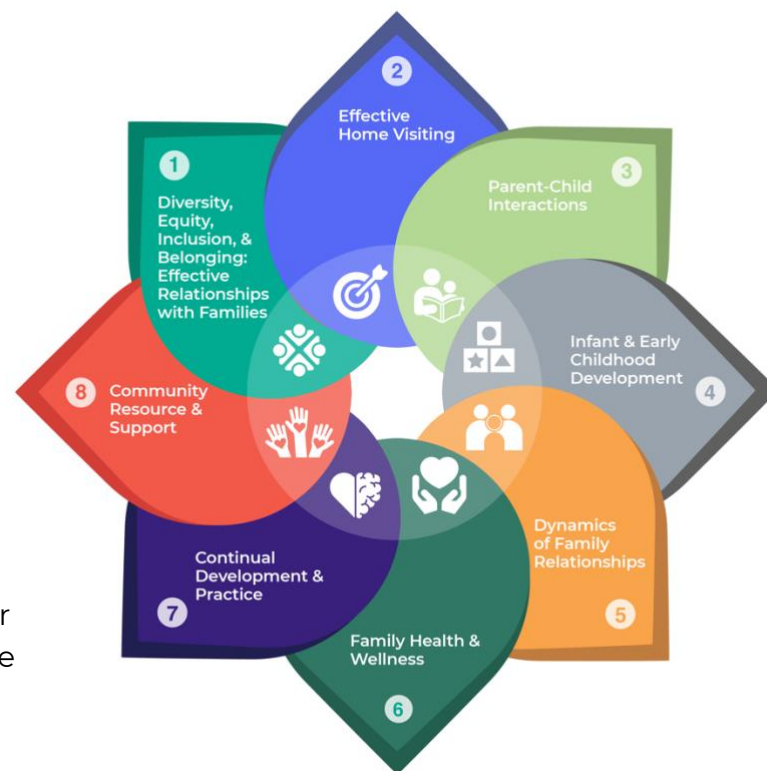 1
Diversity,
Equity,
Inclusion, &
Belonging:
Effective
Relationships
with Families
2
Effective
Home Visiting
3
Parent-Child
Interactions
4
Infant & Early
Childhood
Development
5
Dynamics
of Family
Relationships
6
Family Health &
Wellness
7
Continual
Development &
Practice
8
Community
Resource &
Support
r
e